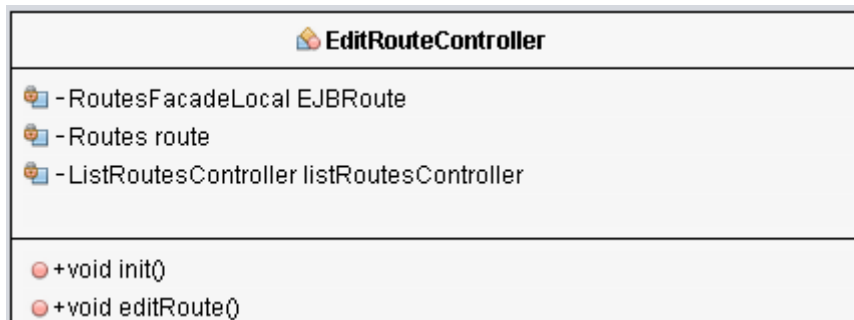 EditRouteController
-RoutesFacadeLocal EJBRoute
-Routes route
-ListRoutesController listRoutesController
+void init()
+void editRoute()